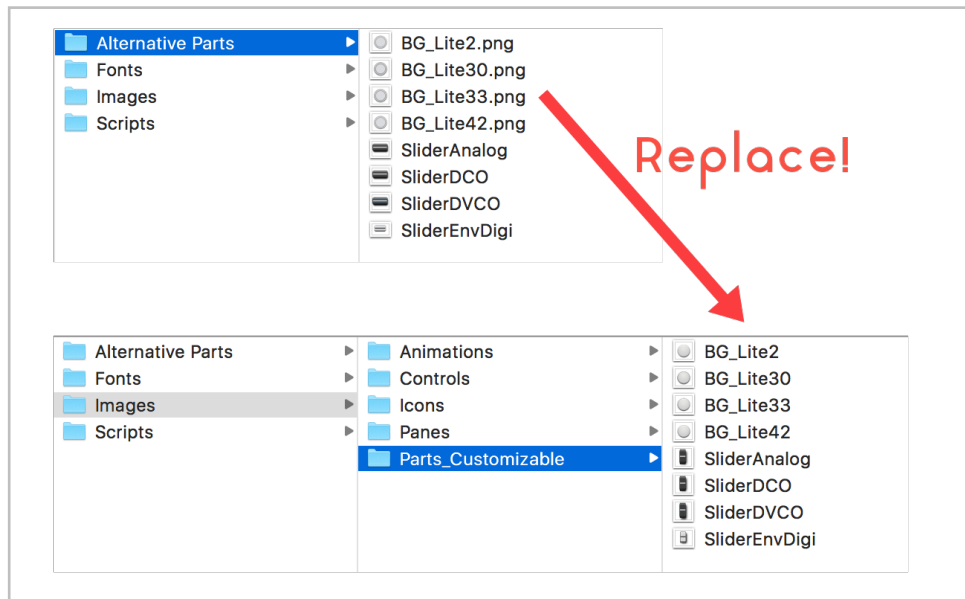 Alternative Parts
Fonts
Images
Scripts
BG_Lite2.png
BG_Lite30.png
BG_Lite33.png
BG_Lite42.png
SliderAnalog
SliderDCO
SliderDVCO
SliderEnvDigi
Replace!
Alternative Parts
Fonts
Images
Scripts
Animations
Controls
Icons
Panes
Parts_Customizable
BG_Lite2
BG_Lite30
BG_Lite33
BG_Lite42
SliderAnalog
SliderDCO
SliderDVCO
SliderEnvDigi